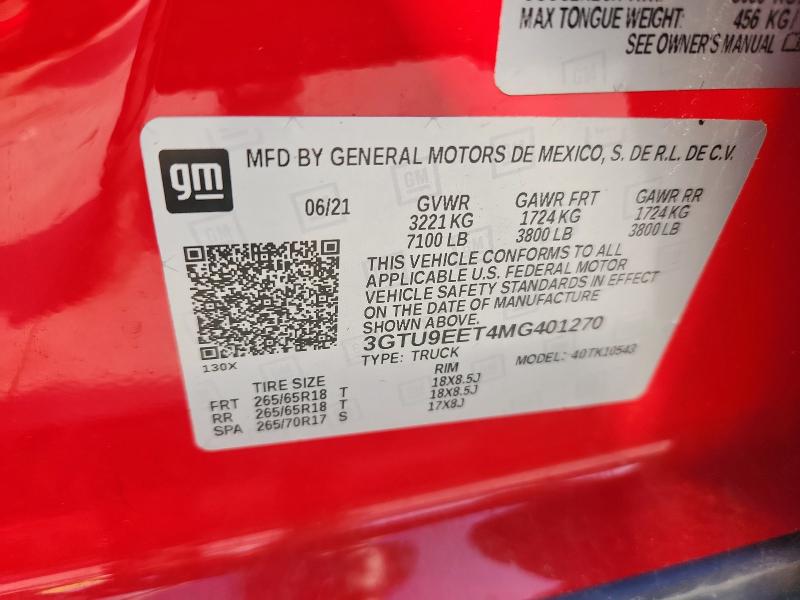 MAX TONGUE WEIGHT: 456 KG/
SEE OWNER'S MANUAL
gm
MFD BY GENERAL MOTORS DE MEXICO, S. DE R.L. DE C.V.
06/21 GVWR GAWR FRT GAWR RR
3221 KG 1724 KG 1724 KG
7100 LB 3800 LB 3800 LB
THIS VEHICLE CONFORMS TO ALL
APPLICABLE U.S. FEDERAL MOTOR
VEHICLE SAFETY STANDARDS IN EFFECT
ON THE DATE OF MANUFACTURE
SHOWN ABOVE.
3GTU9EET4MG401270
130X
TYPE: TRUCK MODEL: 40TK10543
TIRE SIZE RIM
FRT 265/65R18 T 18X8.5J
RR 265/65R18 T 18X8.5J
SPA 265/70R17 S 17X8J